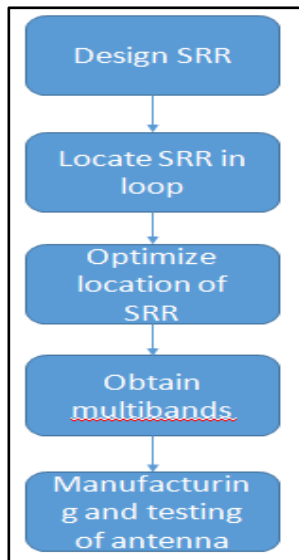 Design SRR
Locate SRR in
loop
Optimize
location of
SRR
Obtain
multibands
Manufacturin
g and testing
of antenna